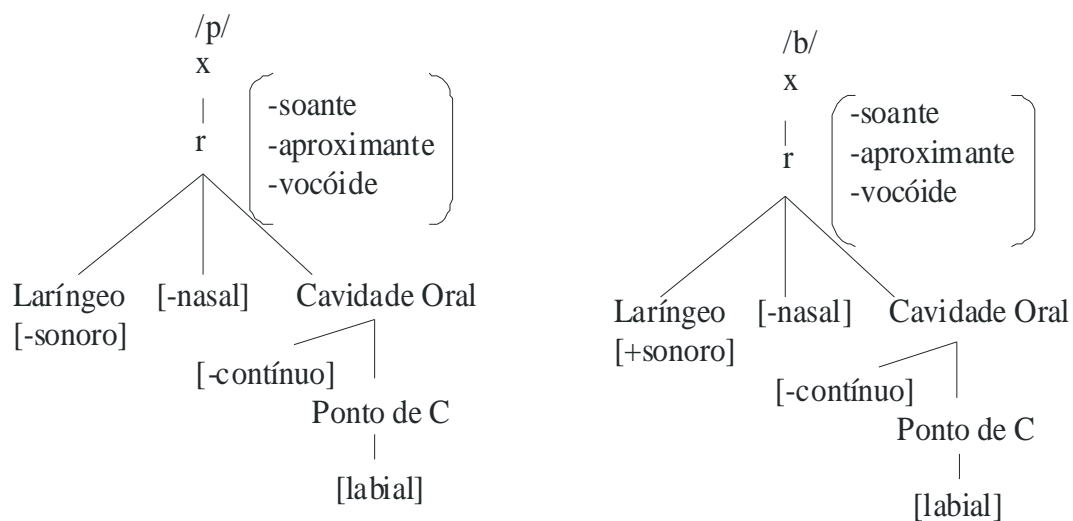 /p/
x
r
-soante
-aproximante
-vocóide
Laríngeo [-nasal] Cavidade Oral
[-sonoro]
[-contínuo]
Ponto de C
[labial]
/b/
x
r
-soante
-aproximante
-vocóide
Laríngeo [-nasal] Cavidade Oral
[+sonoro]
[-contínuo]
Ponto de C
[labial]